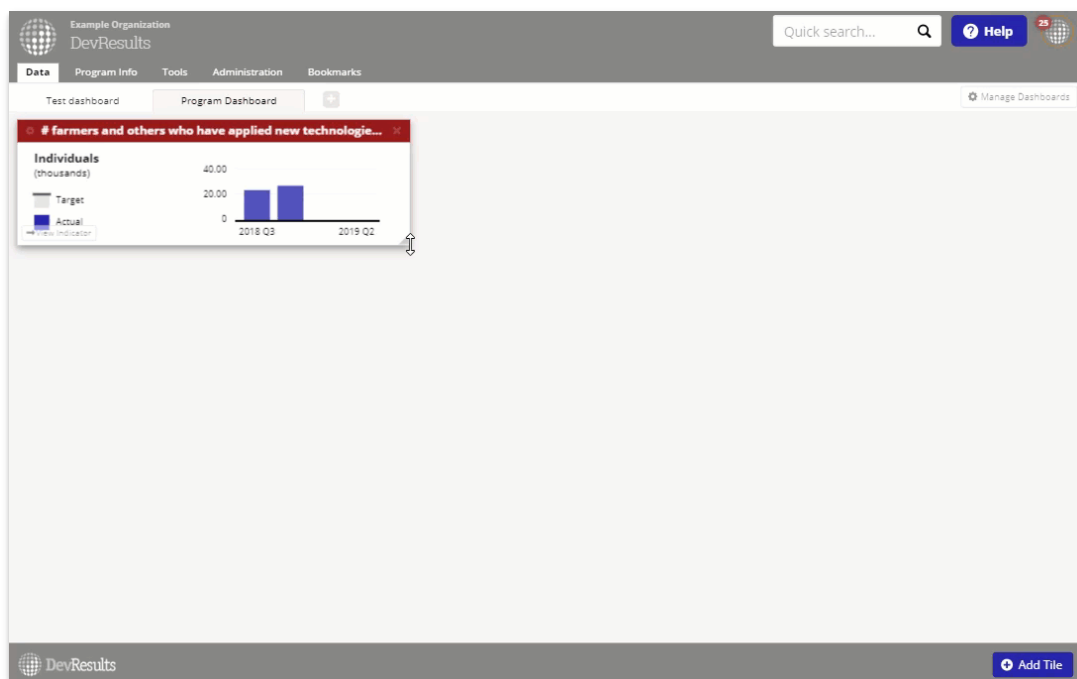 Example Organization
DevResults
Quick search...
Help
25
Data Program Info Tools Administration Bookmarks
Test dashboard Program Dashboard
Manage Dashboards
# farmers and others who have applied new technologie...
Individuals
(thousands)
Target
Actual
View Indicator
40.00
20.00
0
2018 Q3 2019 Q2
DevResults
Add Tile